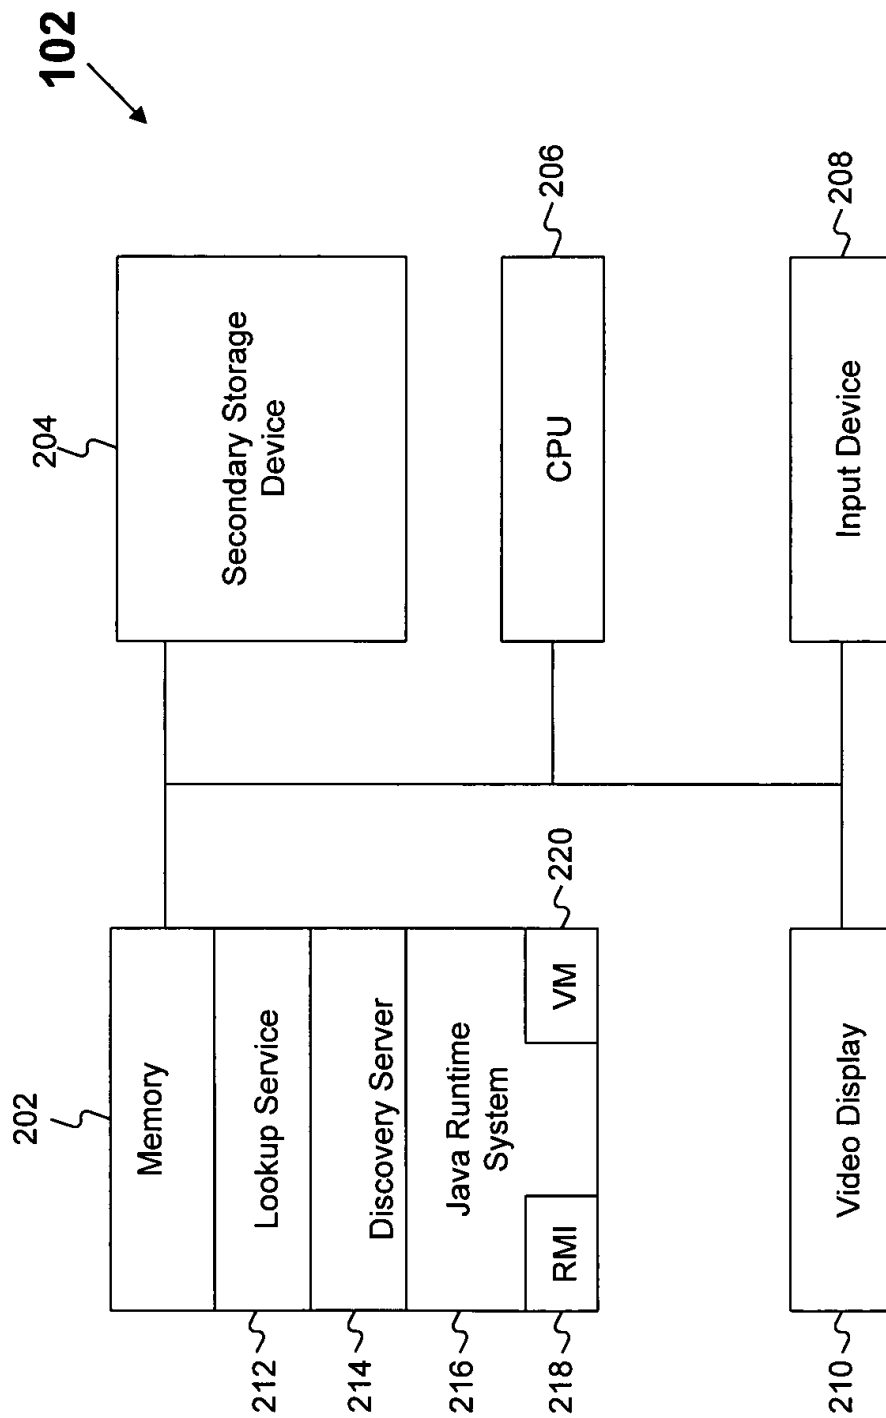 102
202
Memory
212
Lookup Service
214
Discovery Server
216
Java Runtime
System
218
RMI
VM
220
204
Secondary Storage
Device
CPU
206
210
Video Display
Input Device
208